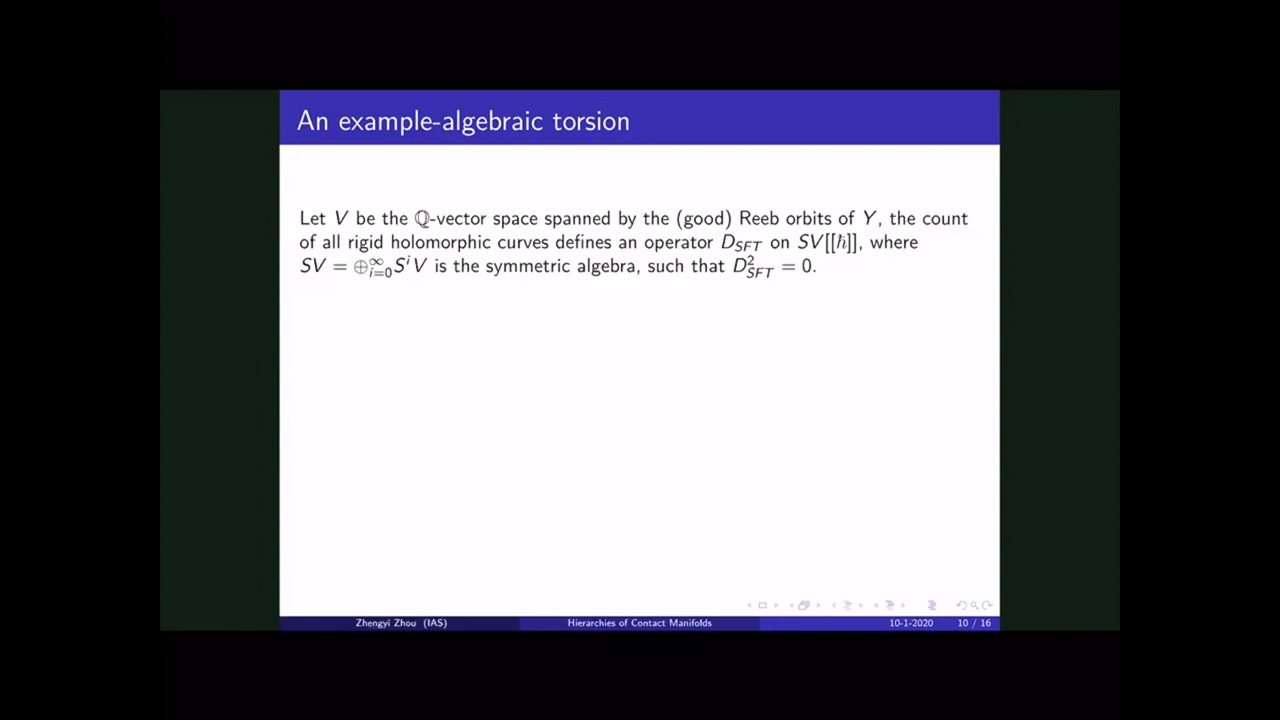 An example-algebraic torsion
Let V be the ℚ-vector space spanned by the (good) Reeb orbits of Y, the count
of all rigid holomorphic curves defines an operator D_{SFT} on SV[[ℏ]], where
SV = ⊕_{i=0}^{∞} S^i V is the symmetric algebra, such that D_{SFT}^2 = 0.
Zhengyi Zhou (IAS) Hierarchies of Contact Manifolds 10-1-2020 10 / 16